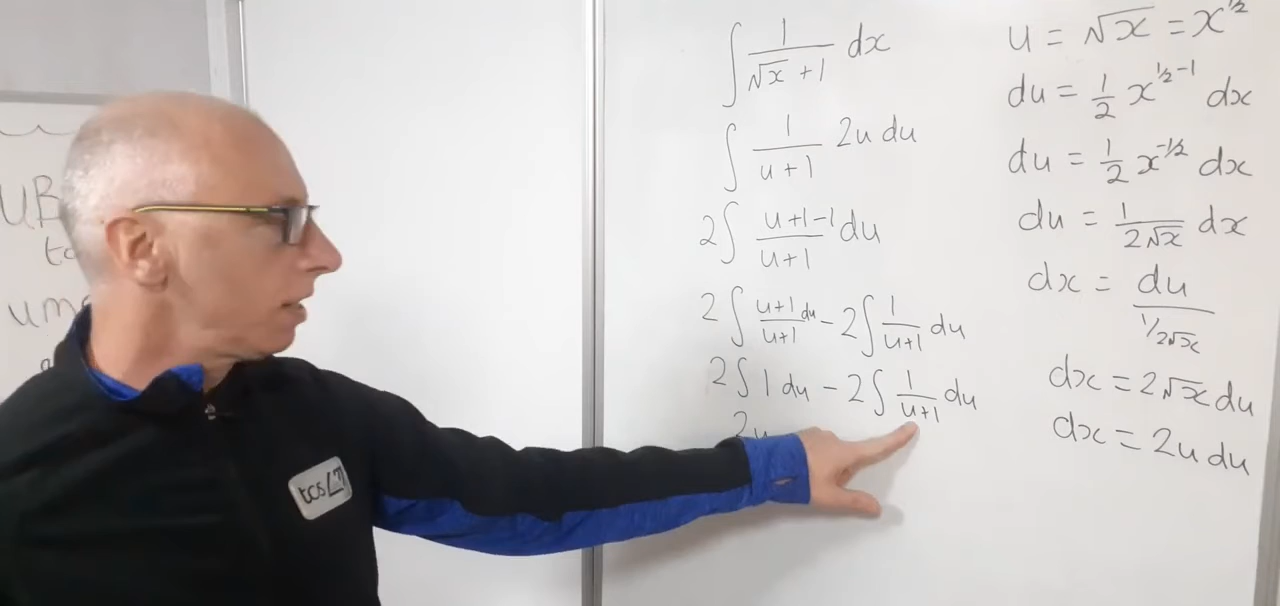 ∫ 1/(√x + 1) dx
∫ 1/(u+1) 2u du
2∫ (u+1-1)/(u+1) du
2∫ (u+1)/(u+1) du - 2∫ 1/(u+1) du
2∫ 1 du - 2∫ 1/(u+1) du
2u
u = √x = x^½
du = 1/2 x^(½-1) dx
du = 1/2 x^(-½) dx
du = 1/(2√x) dx
dx = du/(1/2√x)
dx = 2√x du
dx = 2u du
UB
um